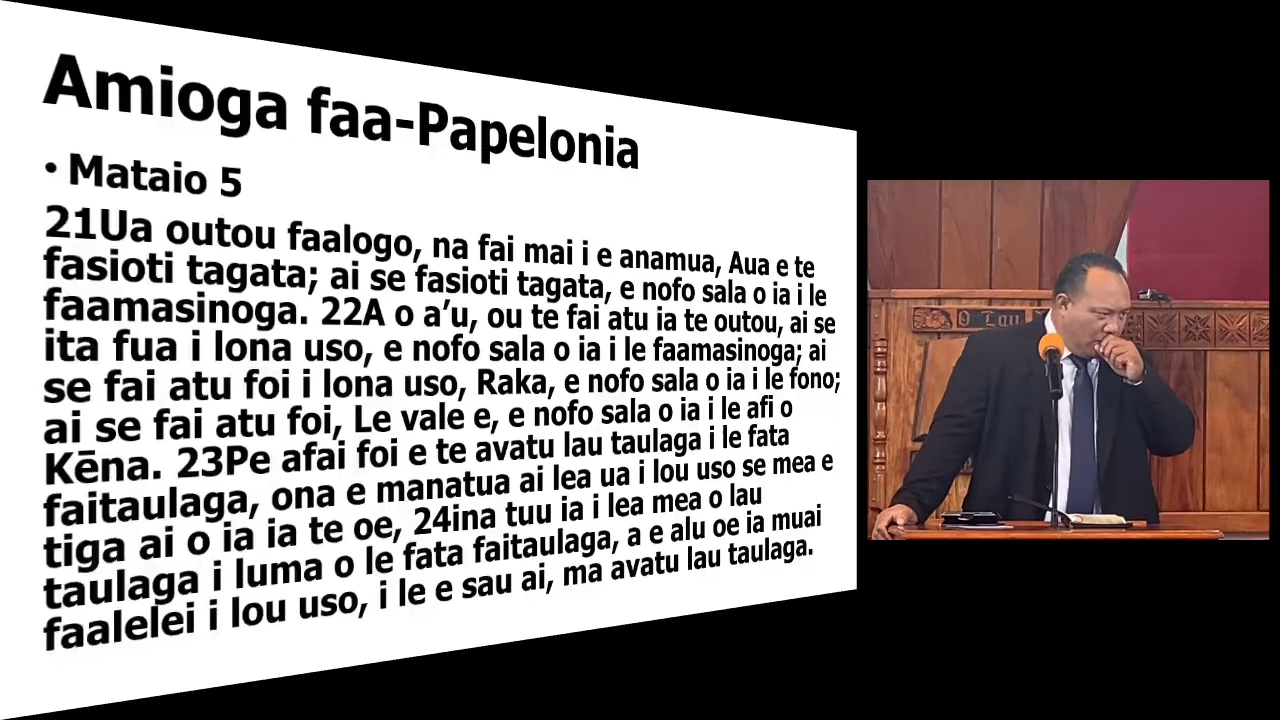 Amioga faa-Papelonia
• Mataio 5
21Ua outou faalogo, na fai mai i e anamua, Aua e te
fasioti tagata; ai se fasioti tagata, e nofo sala o ia i le
faamasinoga. 22A o a’u, ou te fai atu ia te outou, ai se
ita fua i lona uso, e nofo sala o ia i le faamasinoga; ai
se fai atu foi i lona uso, Raka, e nofo sala o ia i le fono;
ai se fai atu foi, Le vale e, e nofo sala o ia i le afi o
Kēna. 23Pe afai foi e te avatu lau taulaga i le fata
faitaulaga, ona e manatua ai lea ua i lou uso se mea e
tiga ai o ia ia te oe, 24ina tuu ia i lea mea o lau
taulaga i luma o le fata faitaulaga, a e alu oe ia muai
faalelei i lou uso, i le e sau ai, ma avatu lau taulaga.
O Lau